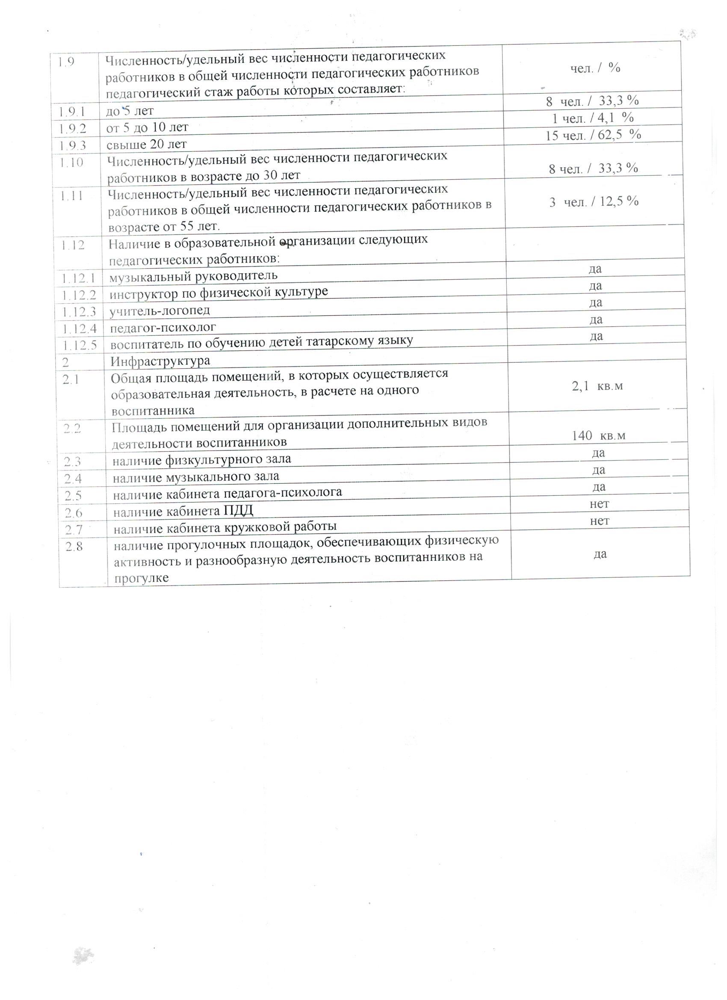 1.9 Численность/удельный вес численности педагогических
работников в общей численности педагогических работников чел. / %
педагогический стаж работы которых составляет:
1.9.1 до 5 лет 8 чел. / 33,3 %
1.9.2 от 5 до 10 лет 1 чел. / 4,1 %
1.9.3 свыше 20 лет 15 чел. / 62,5 %
1.10 Численность/удельный вес численности педагогических
работников в возрасте до 30 лет 8 чел. / 33,3 %
1.11 Численность/удельный вес численности педагогических
работников в общей численности педагогических работников в 3 чел. / 12,5 %
возрасте от 55 лет.
1.12 Наличие в образовательной организации следующих
педагогических работников:
1.12.1 музыкальный руководитель да
1.12.2 инструктор по физической культуре да
1.12.3 учитель-логопед да
1.12.4 педагог-психолог да
1.12.5 воспитатель по обучению детей татарскому языку да
2 Инфраструктура
2.1 Общая площадь помещений, в которых осуществляется
образовательная деятельность, в расчете на одного 2,1 кв.м
воспитанника
2.2 Площадь помещений для организации дополнительных видов
деятельности воспитанников 140 кв.м
2.3 наличие физкультурного зала да
2.4 наличие музыкального зала да
2.5 наличие кабинета педагога-психолога да
2.6 наличие кабинета ПДД нет
2.7 наличие кабинета кружковой работы нет
2.8 наличие прогулочных площадок, обеспечивающих физическую
активность и разнообразную деятельность воспитанников на да
прогулке